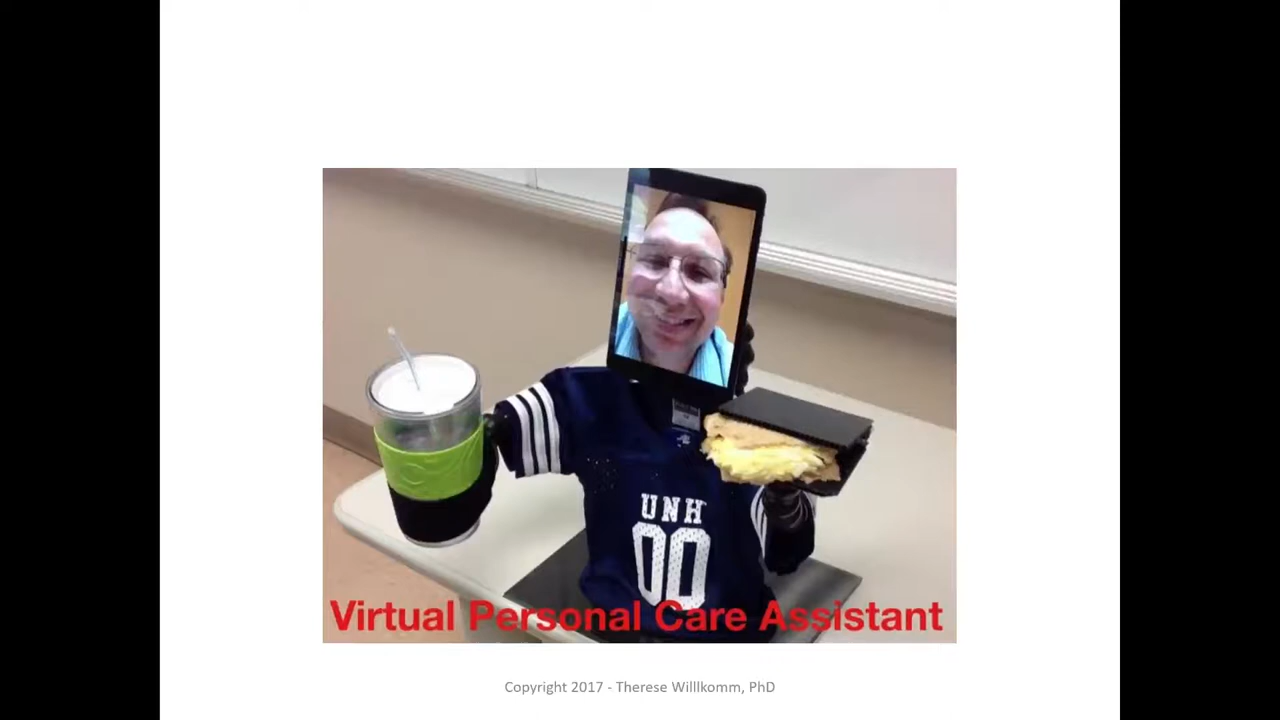 UNH
00
Virtual Personal Care Assistant
Copyright 2017 - Therese Willlkomm, PhD